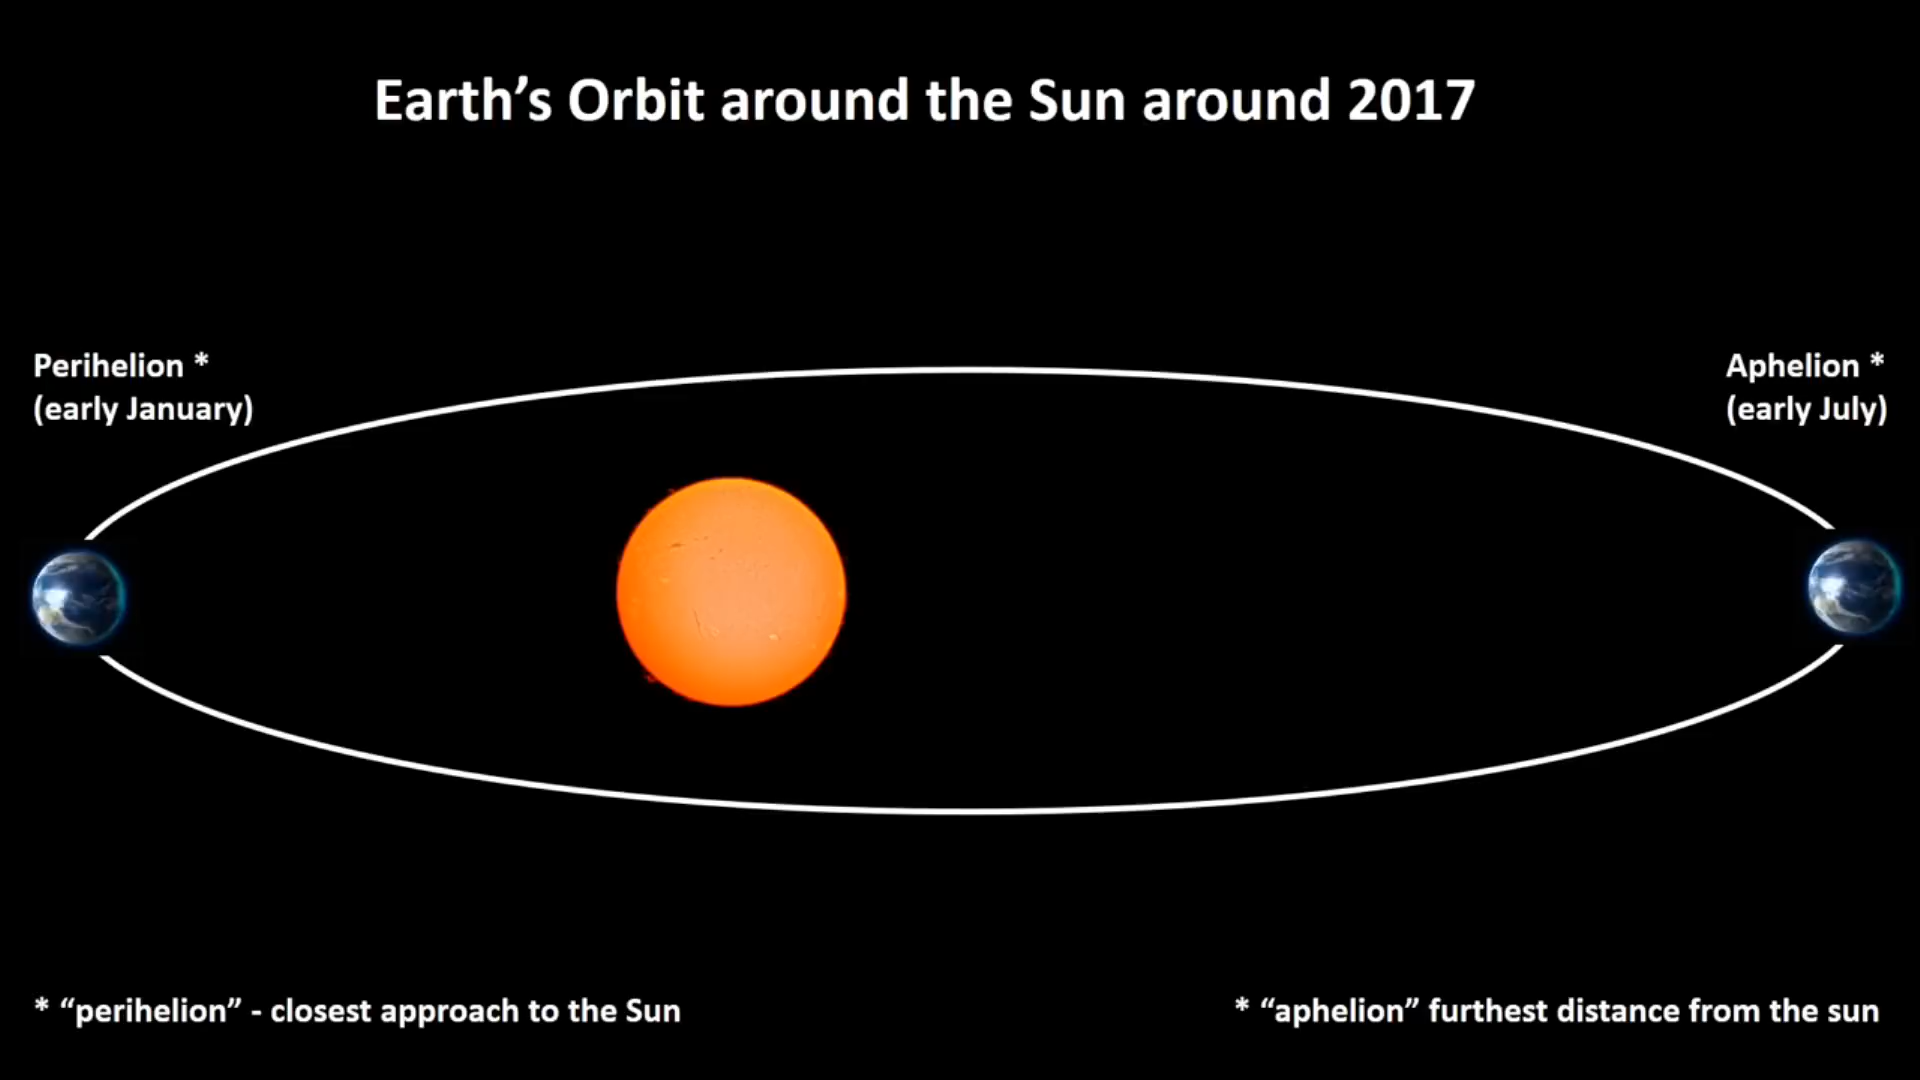 Earth’s Orbit around the Sun around 2017
Perihelion *
(early January)
Aphelion *
(early July)
* “perihelion” - closest approach to the Sun
* “aphelion” furthest distance from the sun